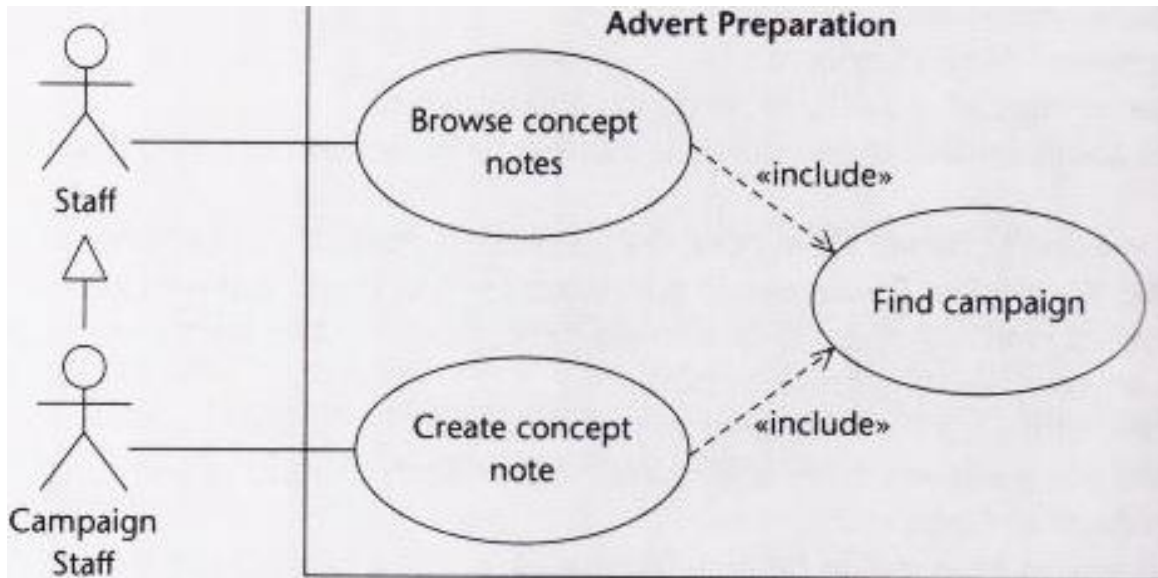 Advert Preparation
Browse concept
notes
«include»
Staff
Find campaign
Create concept
note
«include»
Campaign
Staff